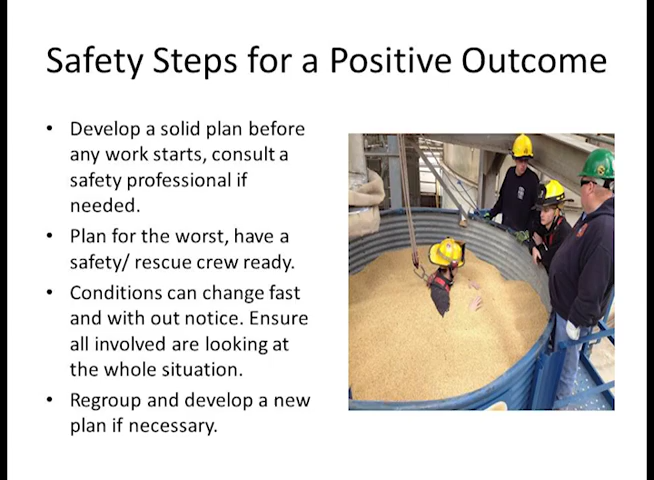 Safety Steps for a Positive Outcome
• Develop a solid plan before
any work starts, consult a
safety professional if
needed.
• Plan for the worst, have a
safety/ rescue crew ready.
• Conditions can change fast
and with out notice. Ensure
all involved are looking at
the whole situation.
• Regroup and develop a new
plan if necessary.